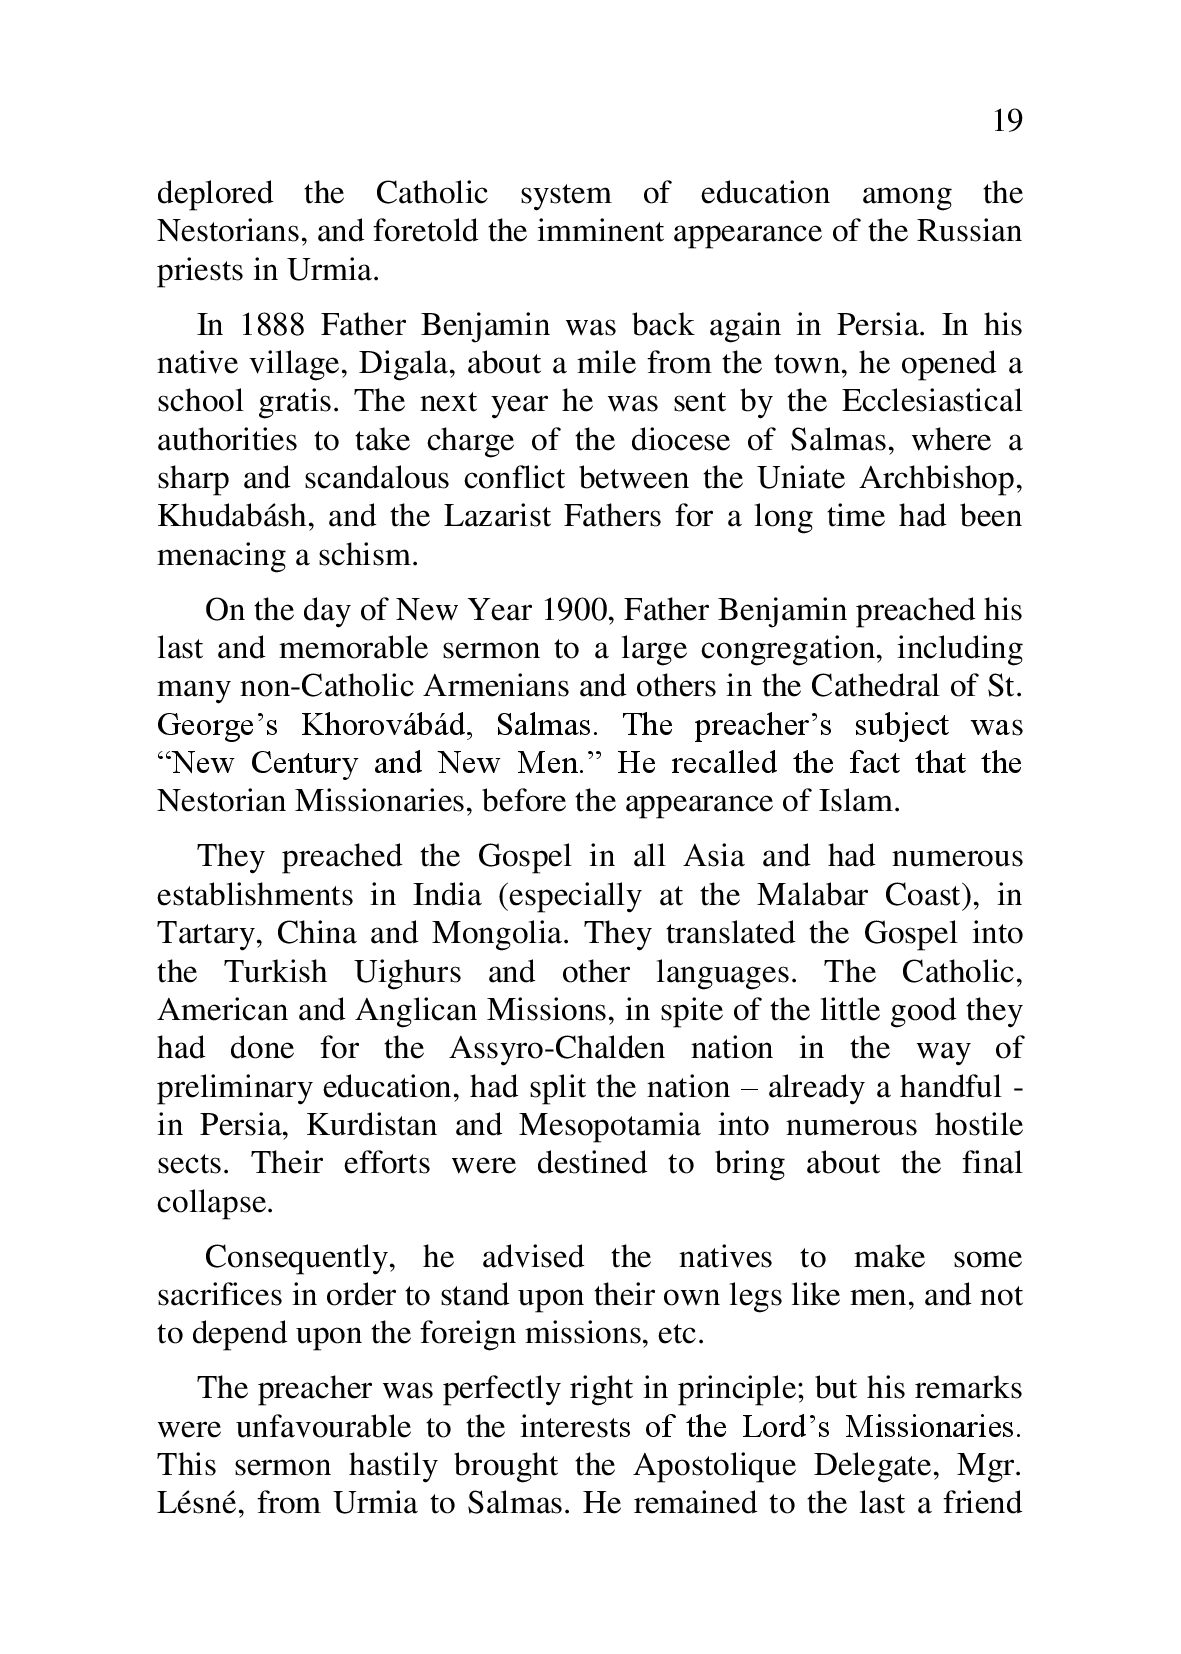 19
deplored the Catholic system of education among the
Nestorians, and foretold the imminent appearance of the Russian
priests in Urmia.
In 1888 Father Benjamin was back again in Persia. In his
native village, Digala, about a mile from the town, he opened a
school gratis. The next year he was sent by the Ecclesiastical
authorities to take charge of the diocese of Salmas, where a
sharp and scandalous conflict between the Uniate Archbishop,
Khudabásh, and the Lazarist Fathers for a long time had been
menacing a schism.
On the day of New Year 1900, Father Benjamin preached his
last and memorable sermon to a large congregation, including
many non-Catholic Armenians and others in the Cathedral of St.
George’s Khorovábád, Salmas. The preacher’s subject was
“New Century and New Men.” He recalled the fact that the
Nestorian Missionaries, before the appearance of Islam.
They preached the Gospel in all Asia and had numerous
establishments in India (especially at the Malabar Coast), in
Tartary, China and Mongolia. They translated the Gospel into
the Turkish Uighurs and other languages. The Catholic,
American and Anglican Missions, in spite of the little good they
had done for the Assyro-Chalden nation in the way of
preliminary education, had split the nation – already a handful -
in Persia, Kurdistan and Mesopotamia into numerous hostile
sects. Their efforts were destined to bring about the final
collapse.
Consequently, he advised the natives to make some
sacrifices in order to stand upon their own legs like men, and not
to depend upon the foreign missions, etc.
The preacher was perfectly right in principle; but his remarks
were unfavourable to the interests of the Lord’s Missionaries.
This sermon hastily brought the Apostolique Delegate, Mgr.
Lésné, from Urmia to Salmas. He remained to the last a friend